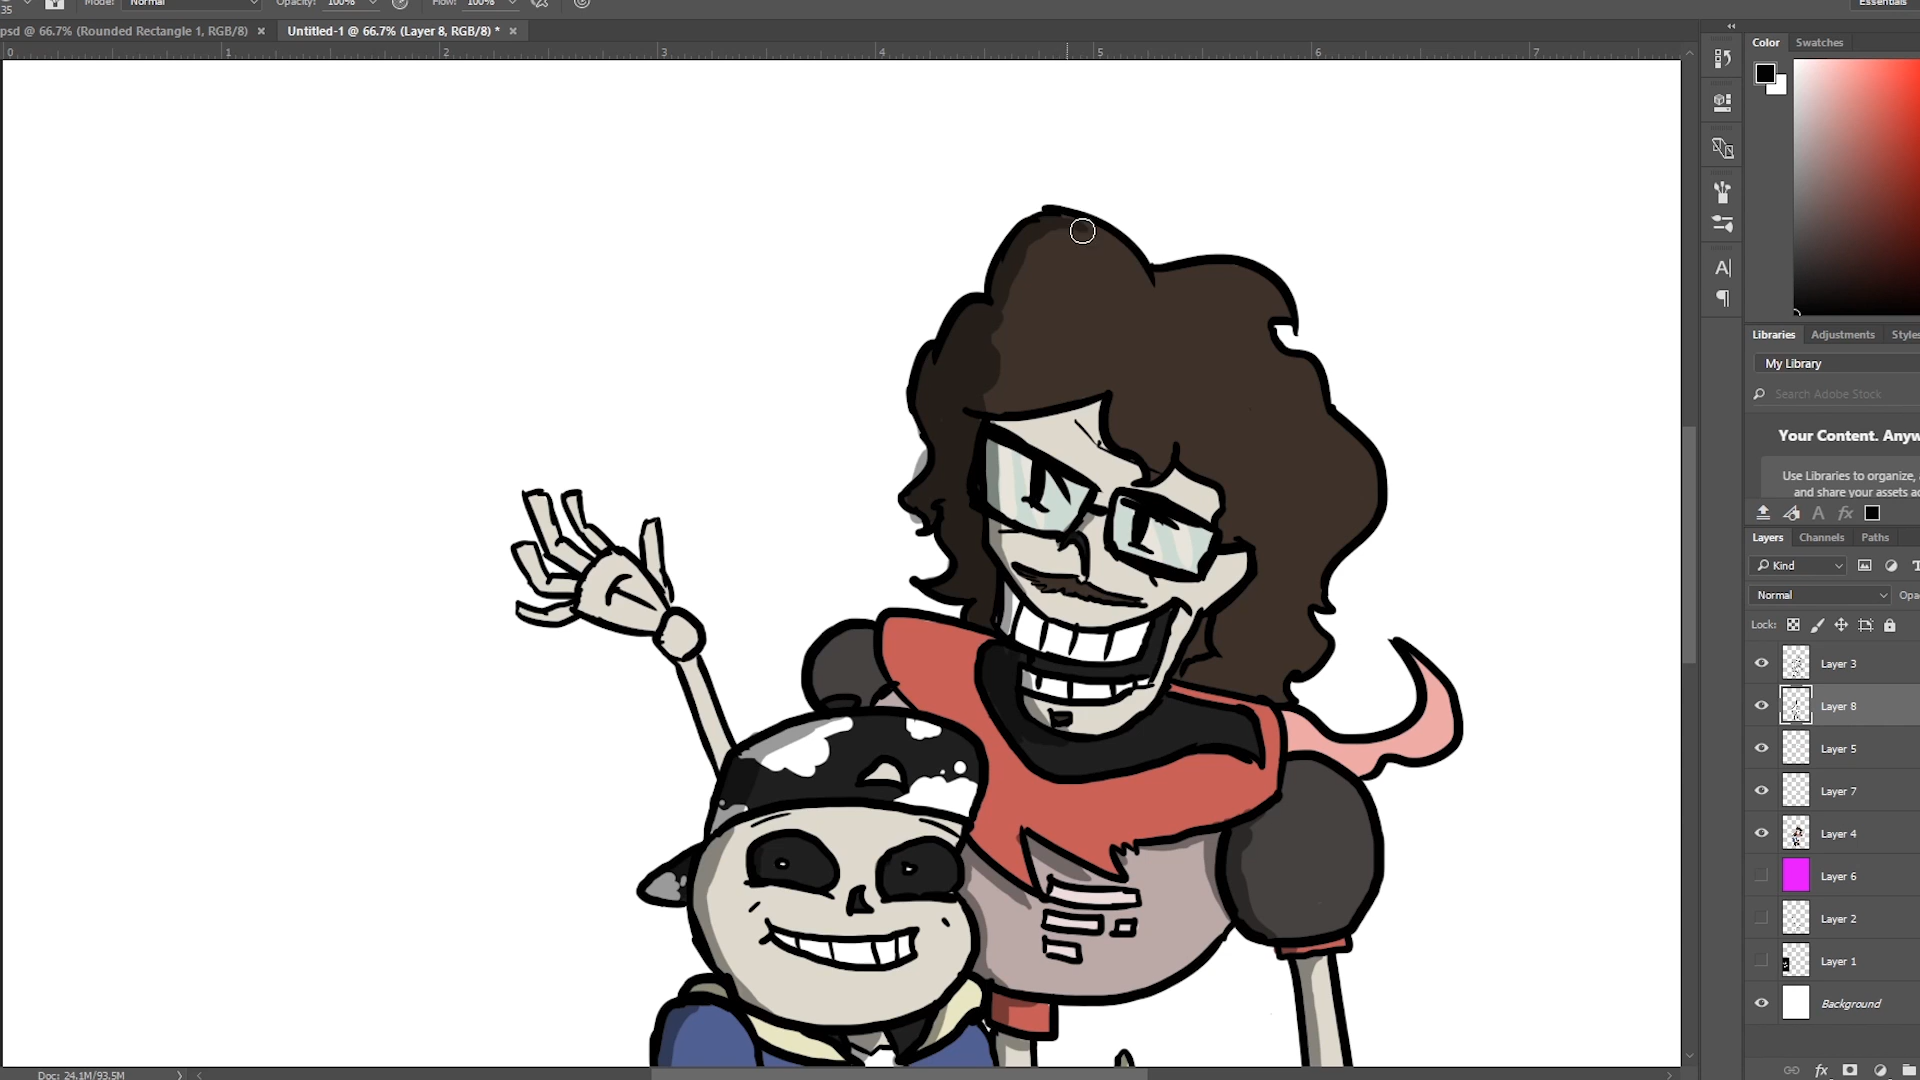 35
Mode: Normal
Opacity: 100%
Flow: 100%
Essentials
psd @ 66.7% (Rounded Rectangle 1, RGB/8) ×
Untitled-1 @ 66.7% (Layer 8, RGB/8) * ×
0 1 2 3 4 5 6 7
Color
Swatches
Libraries
Adjustments
Styles
My Library
Search Adobe Stock
Your Content. Anyw
Use Libraries to organize, a
and share your assets ac
Layers
Channels
Paths
Kind
Normal
Opac
Lock:
Layer 3
Layer 8
Layer 5
Layer 7
Layer 4
Layer 6
Layer 2
Layer 1
Background
fx
Doc: 24.1M/93.5M